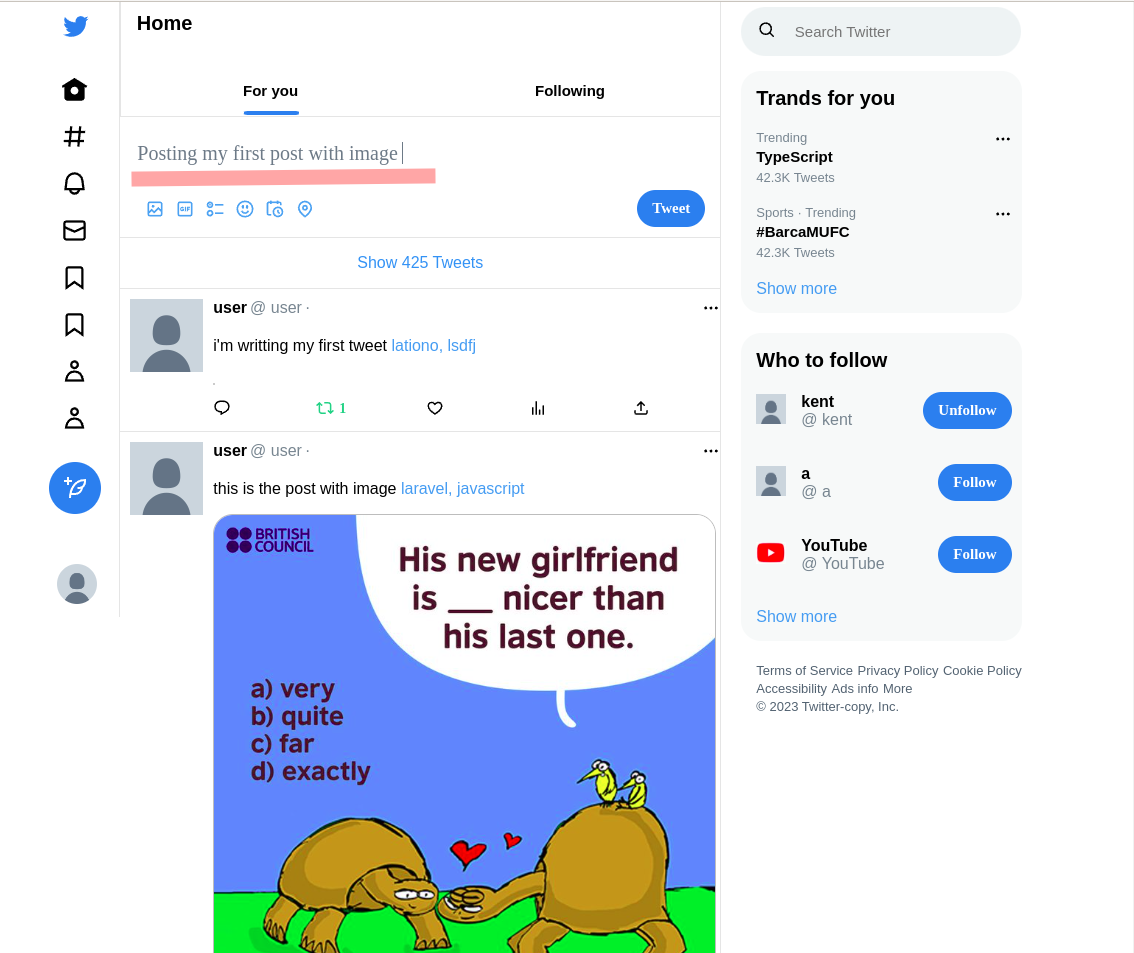 Home
For you
Following
Posting my first post with image
GIF
Tweet
Show 425 Tweets
user @ user ·
i'm writting my first tweet lationo, lsdfj
.
1
user @ user ·
this is the post with image laravel, javascript
BRITISH
COUNCIL
His new girlfriend
is ___ nicer than
his last one.
a) very
b) quite
c) far
d) exactly
Search Twitter
Trands for you
Trending
TypeScript
42.3K Tweets
Sports · Trending
#BarcaMUFC
42.3K Tweets
Show more
Who to follow
kent
@ kent
Unfollow
a
@ a
Follow
YouTube
@ YouTube
Follow
Show more
Terms of Service Privacy Policy Cookie Policy
Accessibility Ads info More
© 2023 Twitter-copy, Inc.